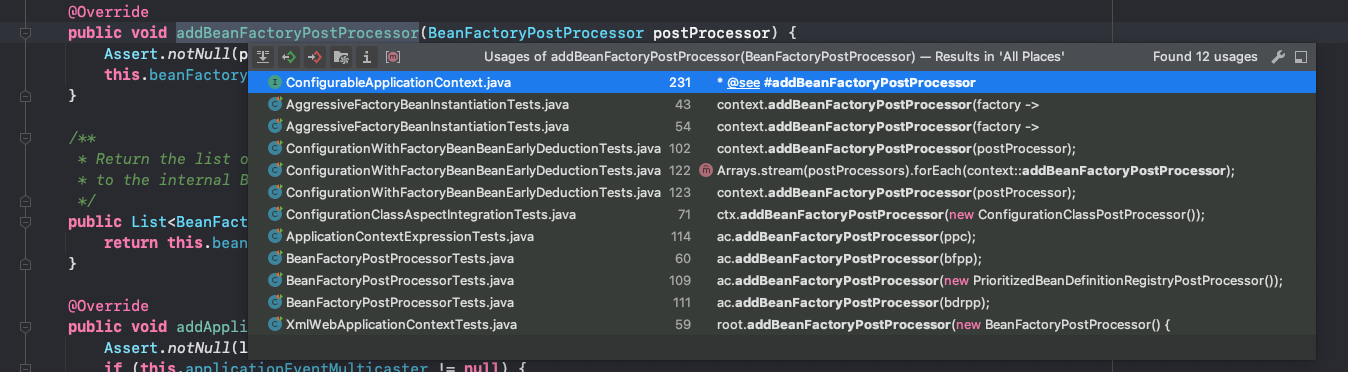 @Override
public void addBeanFactoryPostProcessor(BeanFactoryPostProcessor postProcessor) {
Assert.notNull(p
this.beanFactory
}
/**
* Return the list o
* to the internal B
*/
public List<BeanFact
return this.bean
}
@Override
public void addAppli
Assert.notNull(l
if (this.applicationEventMulticaster != null) {
Usages of addBeanFactoryPostProcessor(BeanFactoryPostProcessor) — Results in 'All Places' Found 12 usages
ConfigurableApplicationContext.java 231 * @see #addBeanFactoryPostProcessor
AggressiveFactoryBeanInstantiationTests.java 43 context.addBeanFactoryPostProcessor(factory ->
AggressiveFactoryBeanInstantiationTests.java 54 context.addBeanFactoryPostProcessor(factory ->
ConfigurationWithFactoryBeanBeanEarlyDeductionTests.java 102 context.addBeanFactoryPostProcessor(postProcessor);
ConfigurationWithFactoryBeanBeanEarlyDeductionTests.java 122 Arrays.stream(postProcessors).forEach(context::addBeanFactoryPostProcessor);
ConfigurationWithFactoryBeanBeanEarlyDeductionTests.java 123 context.addBeanFactoryPostProcessor(postProcessor);
ConfigurationClassAspectIntegrationTests.java 71 ctx.addBeanFactoryPostProcessor(new ConfigurationClassPostProcessor());
ApplicationContextExpressionTests.java 114 ac.addBeanFactoryPostProcessor(ppc);
BeanFactoryPostProcessorTests.java 60 ac.addBeanFactoryPostProcessor(bfpp);
BeanFactoryPostProcessorTests.java 109 ac.addBeanFactoryPostProcessor(new PrioritizedBeanDefinitionRegistryPostProcessor());
BeanFactoryPostProcessorTests.java 111 ac.addBeanFactoryPostProcessor(bdrpp);
XmlWebApplicationContextTests.java 59 root.addBeanFactoryPostProcessor(new BeanFactoryPostProcessor() {